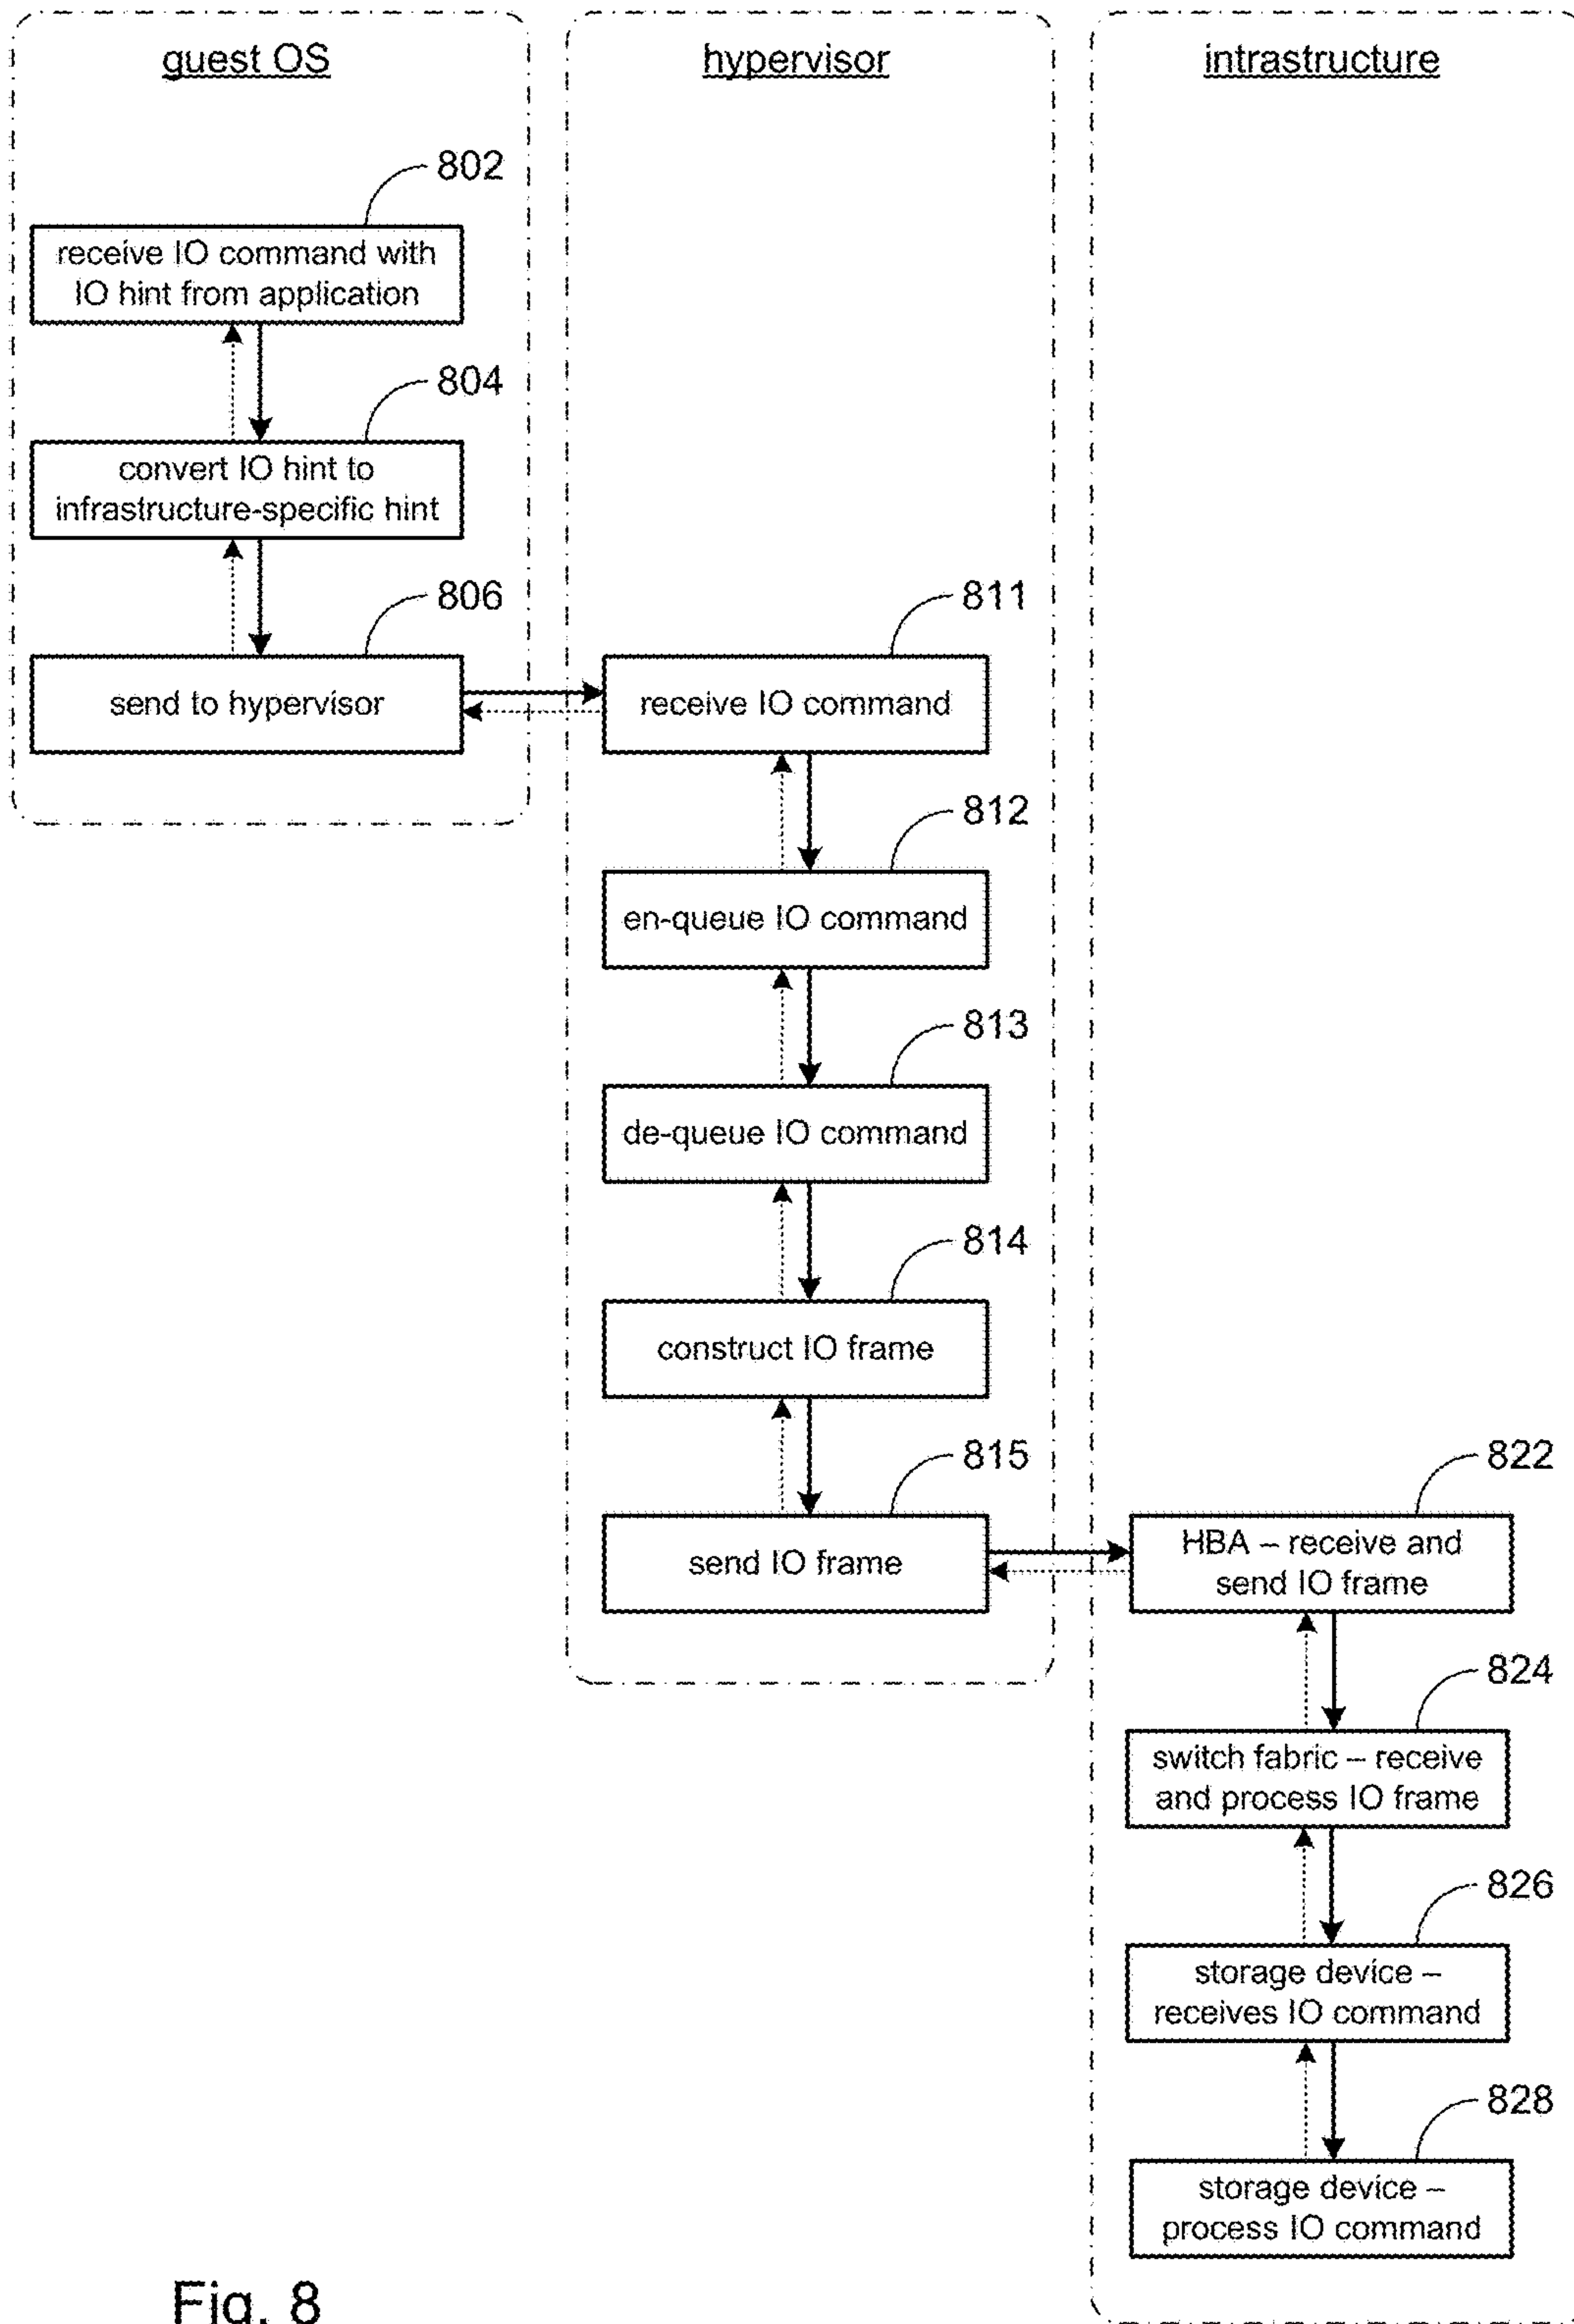 guest OS
802
receive IO command with
IO hint from application
804
convert IO hint to
infrastructure-specific hint
806
send to hypervisor
hypervisor
811
receive IO command
812
en-queue IO command
813
de-queue IO command
814
construct IO frame
815
send IO frame
intrastructure
822
HBA – receive and
send IO frame
824
switch fabric – receive
and process IO frame
826
storage device –
receives IO command
828
storage device –
process IO command
Fig. 8